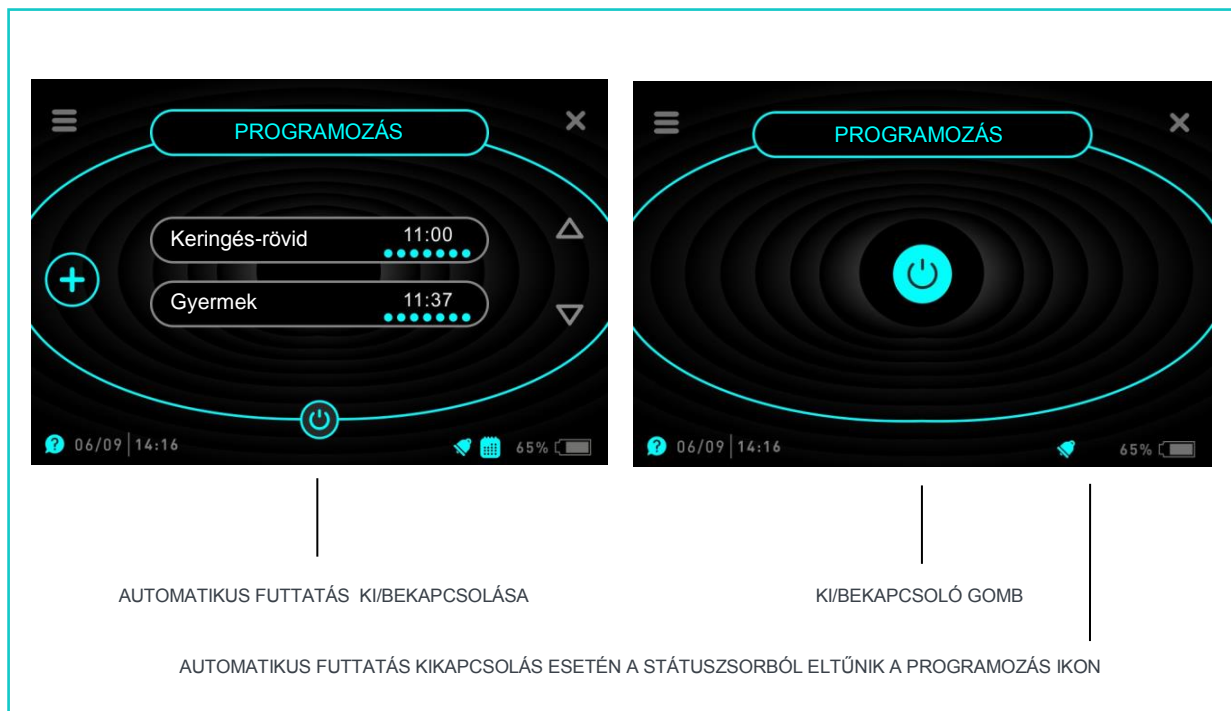 PROGRAMOZÁS
Keringés-rövid 11:00
Gyermek 11:37
06/09 14:16 65%
PROGRAMOZÁS
06/09 14:16 65%
AUTOMATIKUS FUTTATÁS KI/BEKAPCSOLÁSA
KI/BEKAPCSOLÓ GOMB
AUTOMATIKUS FUTTATÁS KIKAPCSOLÁS ESETÉN A STÁTUSZSORBÓL ELTŰNIK A PROGRAMOZÁS IKON